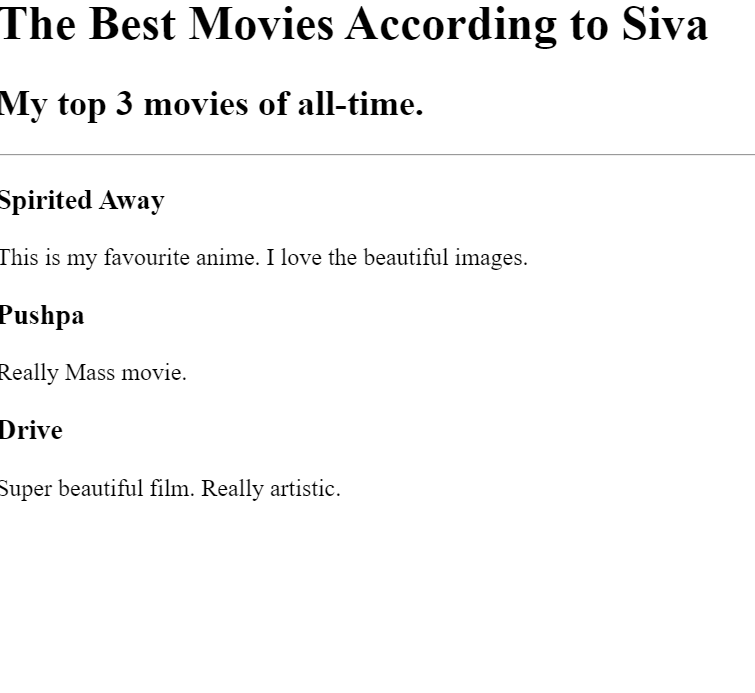 The Best Movies According to Siva
My top 3 movies of all-time.
Spirited Away
This is my favourite anime. I love the beautiful images.
Pushpa
Really Mass movie.
Drive
Super beautiful film. Really artistic.